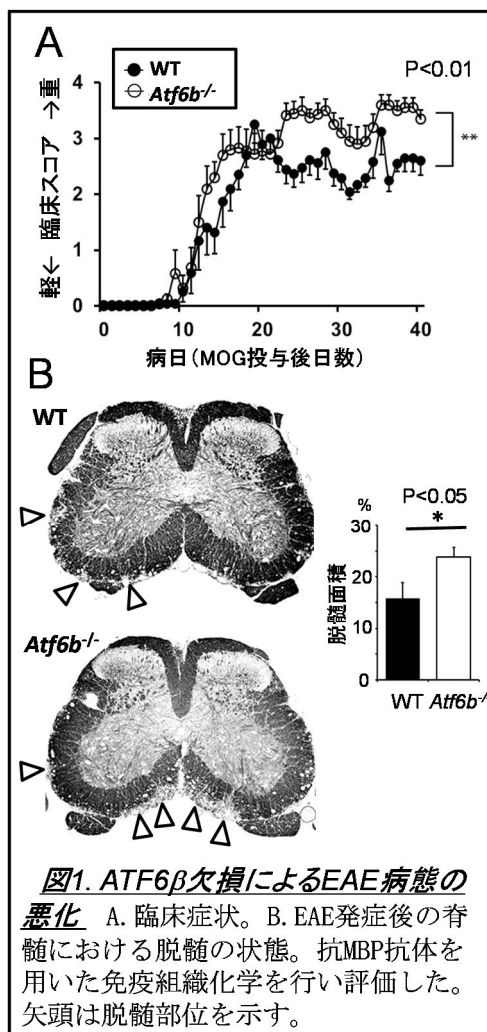 A
WT
Atf6b-/-
P<0.01
**
軽← 臨床スコア →重
4
3
2
1
0
0 10 20 30 40
病日(MOG投与後日数)
B
WT
Atf6b-/-
%
P<0.05
*
脱髄面積
30
20
10
0
WT Atf6b-/-
図1. ATF6β欠損によるEAE病態の
悪化 A. 臨床症状。B. EAE発症後の脊
髄における脱髄の状態。抗MBP抗体を
用いた免疫組織化学を行い評価した。
矢頭は脱髄部位を示す。